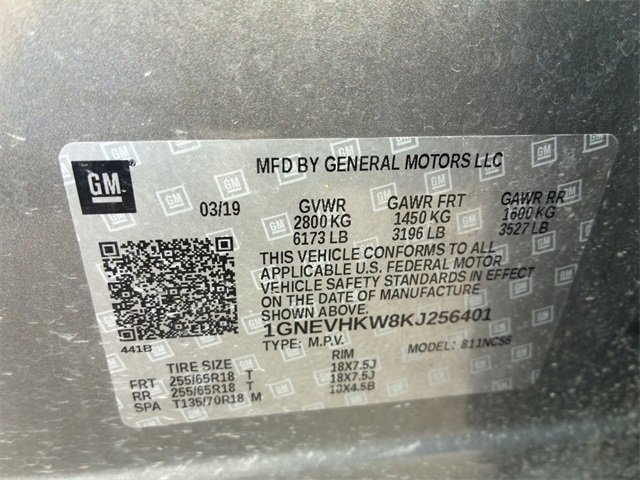 GM
MFD BY GENERAL MOTORS LLC
03/19 GVWR GAWR FRT GAWR RR
2800 KG 1450 KG 1600 KG
6173 LB 3196 LB 3527 LB
THIS VEHICLE CONFORMS TO ALL
APPLICABLE U.S. FEDERAL MOTOR
VEHICLE SAFETY STANDARDS IN EFFECT
ON THE DATE OF MANUFACTURE
SHOWN ABOVE.
1GNEVHKW8KJ256401
441B TYPE: M.P.V. MODEL: 811NC56
TIRE SIZE RIM
FRT 255/65R18 T 18X7.5J
RR 255/65R18 T 18X7.5J
SPA T135/70R18 M 18X4.5B